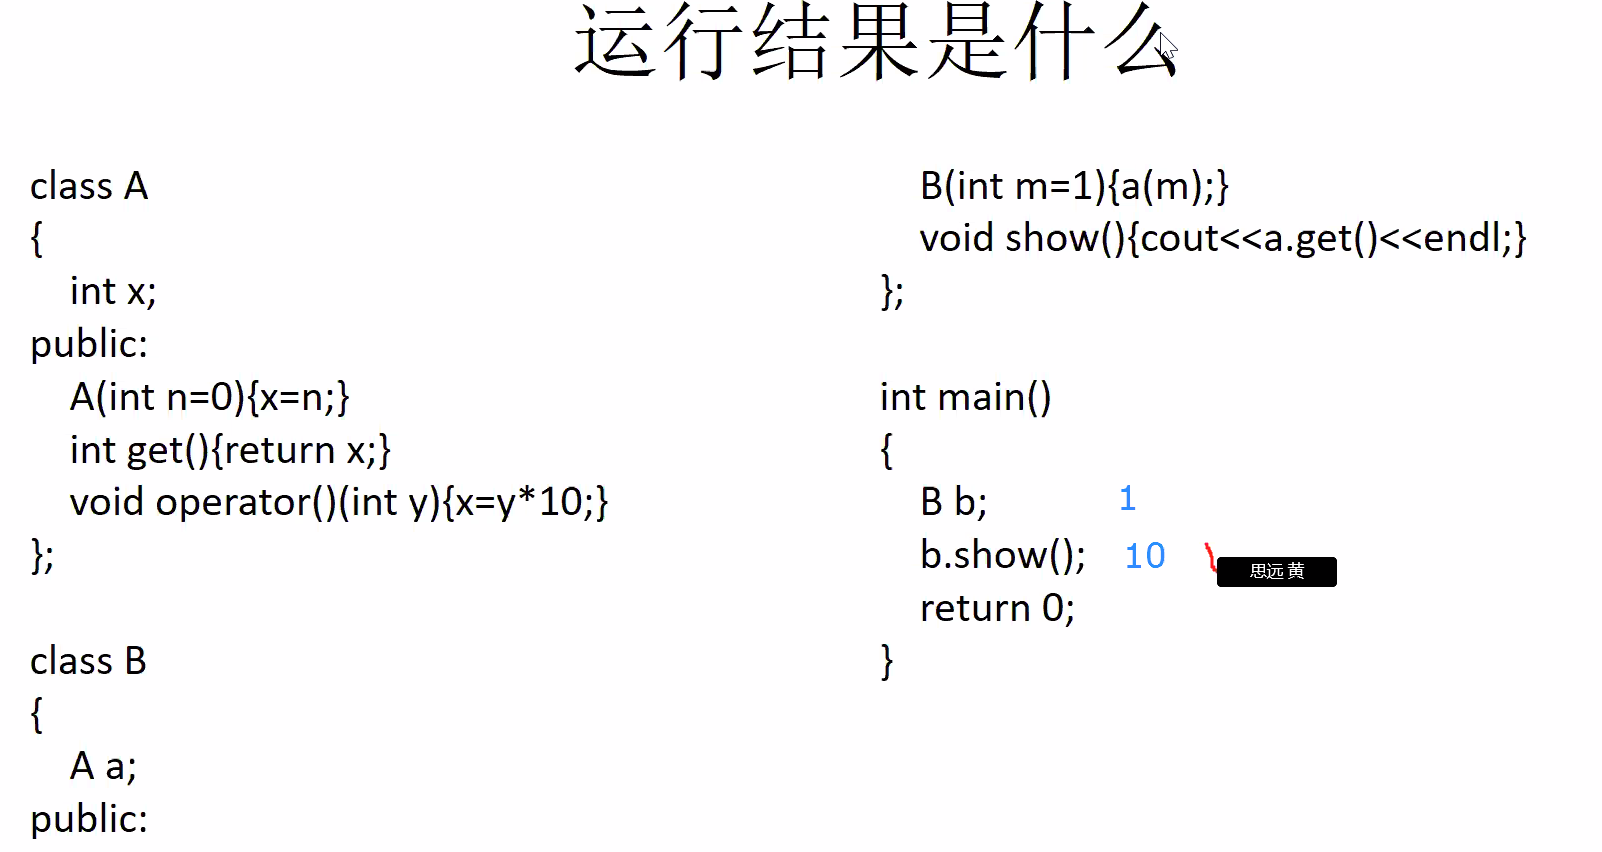 运行结果是什么
class A
{
int x;
public:
A(int n=0){x=n;}
int get(){return x;}
void operator()(int y){x=y*10;}
};
class B
{
A a;
public:
B(int m=1){a(m);}
void show(){cout<<a.get()<<endl;}
};
int main()
{
B b; 1
b.show(); 10
思远 黄
return 0;
}